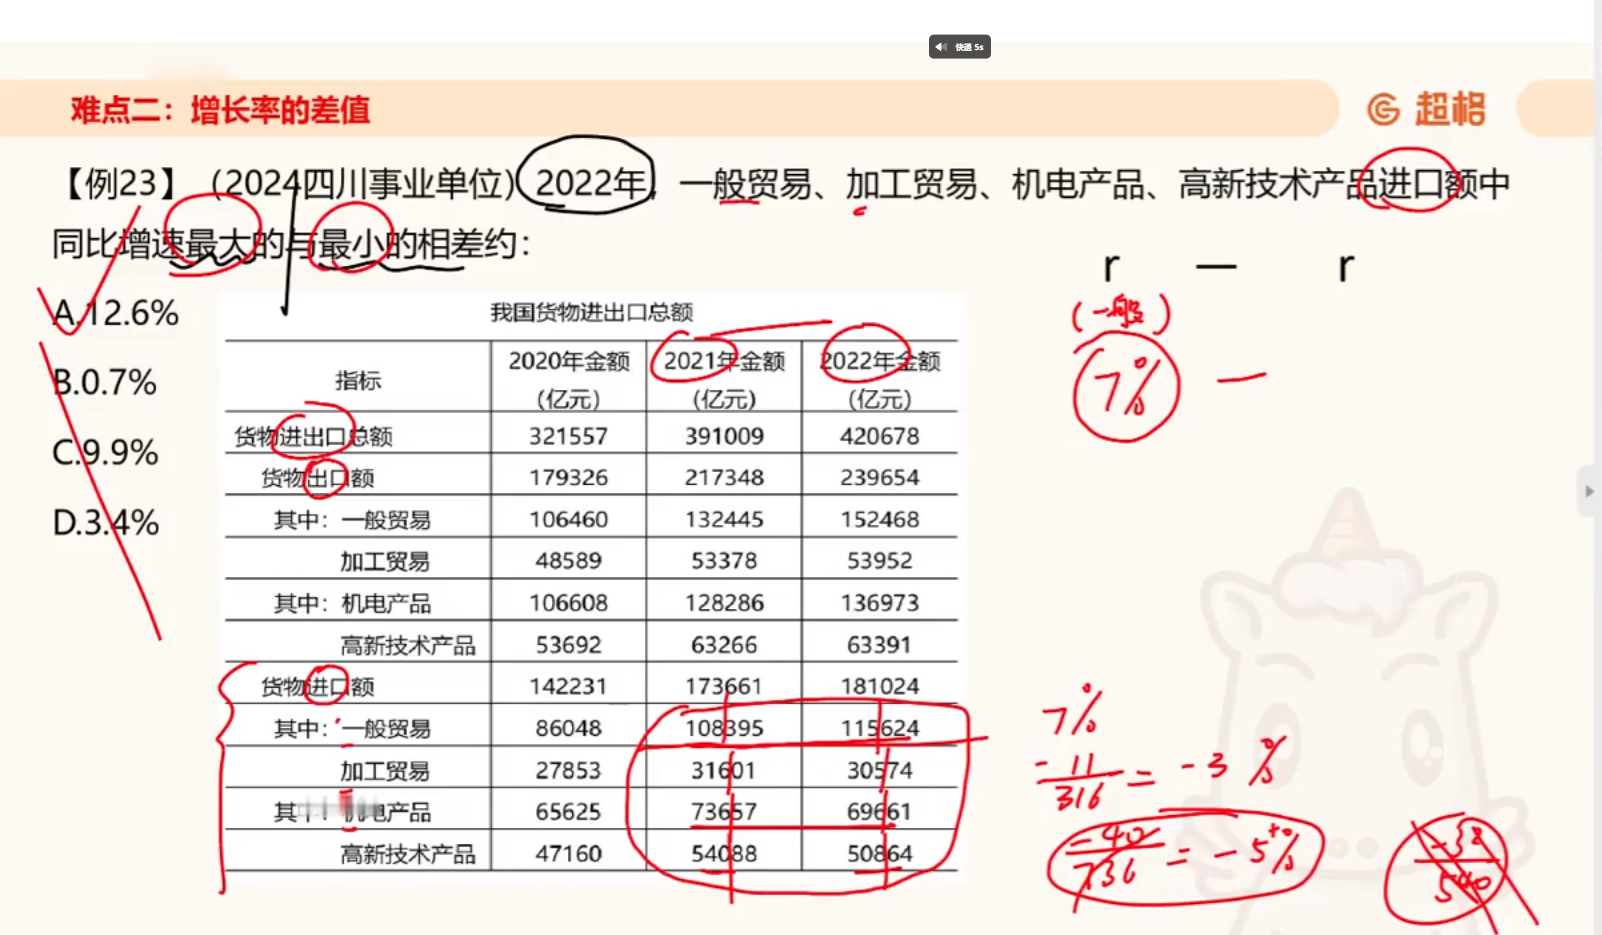 快退 5s
难点二：增长率的差值
超格
【例23】（2024四川事业单位）2022年，一般贸易、加工贸易、机电产品、高新技术产品进口额中
同比增速最大的与最小的相差约：
r — r
(一般)
7% —
A.12.6%
B.0.7%
C.9.9%
D.3.4%
我国货物进出口总额
指标 2020年金额（亿元） 2021年金额（亿元） 2022年金额（亿元）
货物进出口总额 321557 391009 420678
货物出口额 179326 217348 239654
其中：一般贸易 106460 132445 152468
加工贸易 48589 53378 53952
其中：机电产品 106608 128286 136973
高新技术产品 53692 63266 63391
货物进口额 142231 173661 181024
其中：一般贸易 86048 108395 115624
加工贸易 27853 31601 30574
其 机电产品 65625 73657 69661
高新技术产品 47160 54088 50864
7%
-11/316 = -3%
-40/736 = -5+%
-32/540